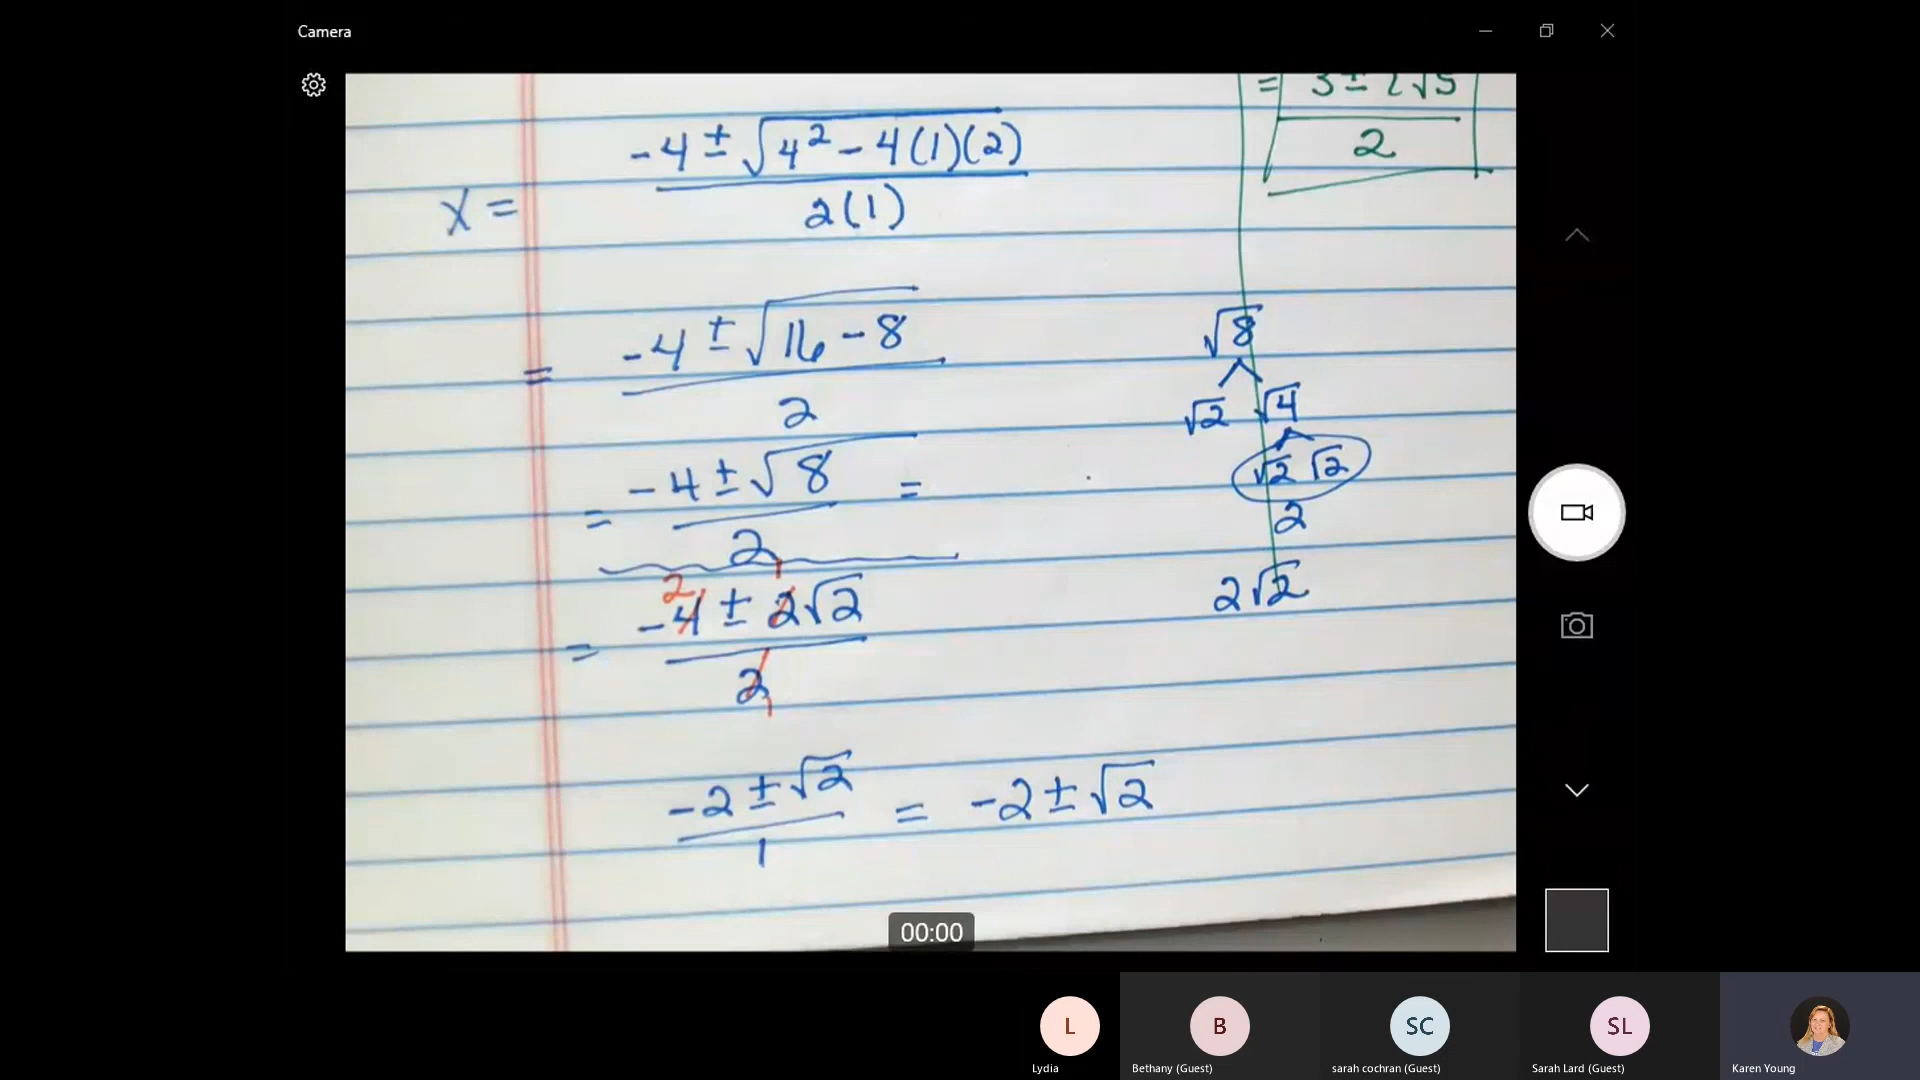 Camera
= 3 ± 2√5
2
-4 ± √4² - 4(1)(2)
x =
2(1)
= -4 ± √16 - 8
2
√8
√2 √4
√2 √2
2
2√2
= -4 ± √8 =
2
2 1
= -4 ± 2√2
2
1
-2 ± √2 = -2 ± √2
1
00:00
L B SC SL
Lydia Bethany (Guest) sarah cochran (Guest) Sarah Lard (Guest) Karen Young